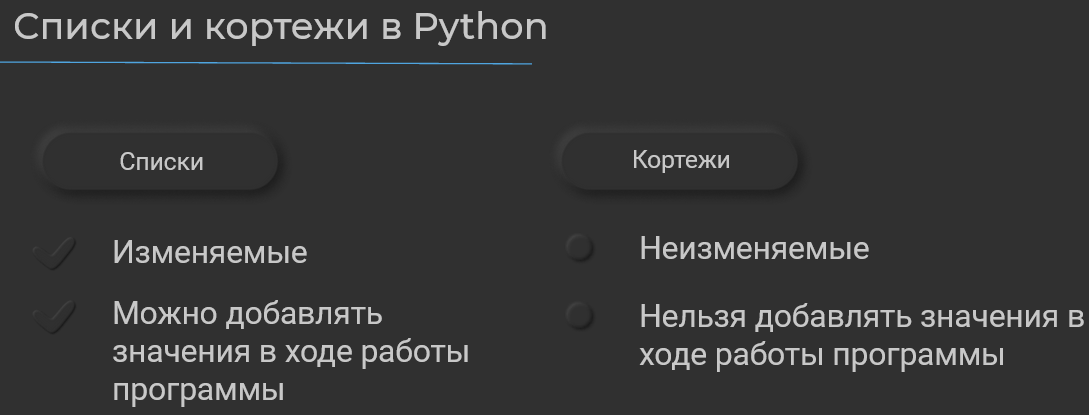 Списки и кортежи в Python
Списки
Изменяемые
Можно добавлять
значения в ходе работы
программы
Кортежи
Неизменяемые
Нельзя добавлять значения в
ходе работы программы